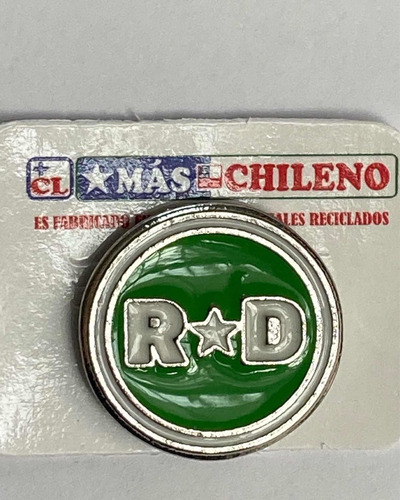 CL MÁS CHILENO
ES FABRICADO RECICLADOS
R D